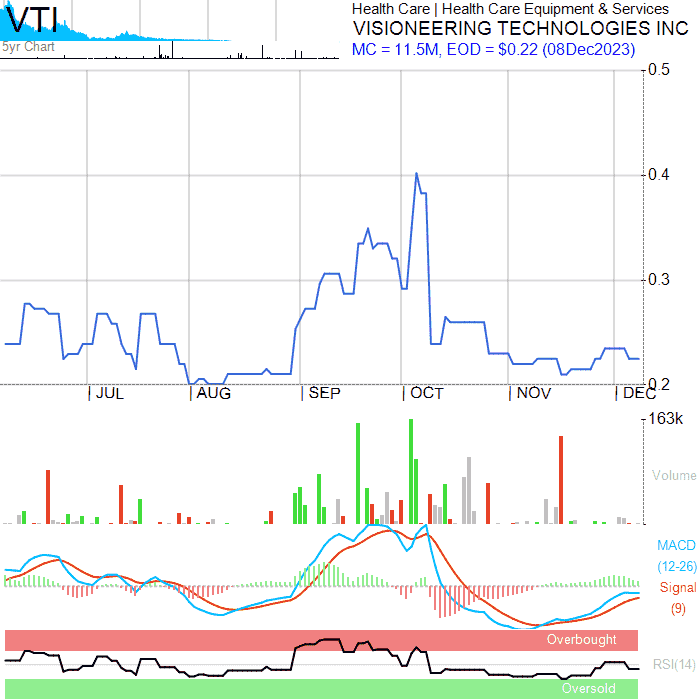 VTI
5yr Chart
Health Care | Health Care Equipment & Services
VISIONEERING TECHNOLOGIES INC
MC = 11.5M, EOD = $0.22 (08Dec2023)
0.5
0.4
0.3
0.2
JUL
AUG
SEP
OCT
NOV
DEC
163k
Volume
MACD
(12-26)
Signal
(9)
Overbought
RSI(14)
Oversold